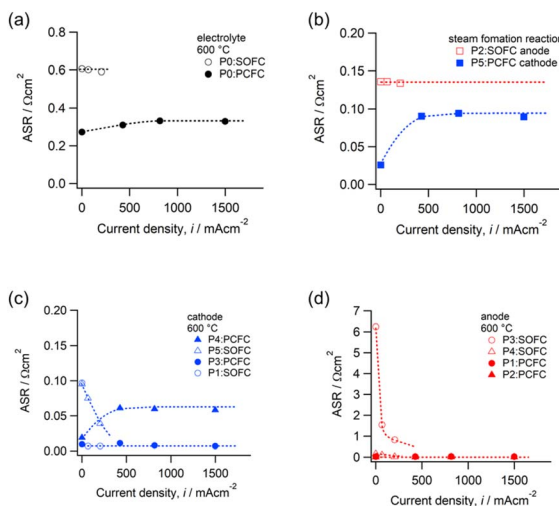 (a)
electrolyte
600 °C
P0:SOFC
P0:PCFC
1.0
0.8
0.6
0.4
0.2
0.0
ASR / Ωcm²
0 500 1000 1500
Current density, i / mAcm⁻²
(b)
steam fomation reaction
P2:SOFC anode
P5:PCFC cathode
0.20
0.15
0.10
0.05
0.00
ASR / Ωcm²
0 500 1000 1500
Current density, i / mAcm⁻²
(c)
cathode
600 °C
P4:PCFC
P5:SOFC
P3:PCFC
P1:SOFC
0.20
0.15
0.10
0.05
0.00
ASR / Ωcm²
0 500 1000 1500
Current density, i / mAcm⁻²
(d)
anode
600 °C
P3:SOFC
P4:SOFC
P1:PCFC
P2:PCFC
7
6
5
4
3
2
1
0
ASR / Ωcm²
0 500 1000 1500
Current density, i / mAcm⁻²